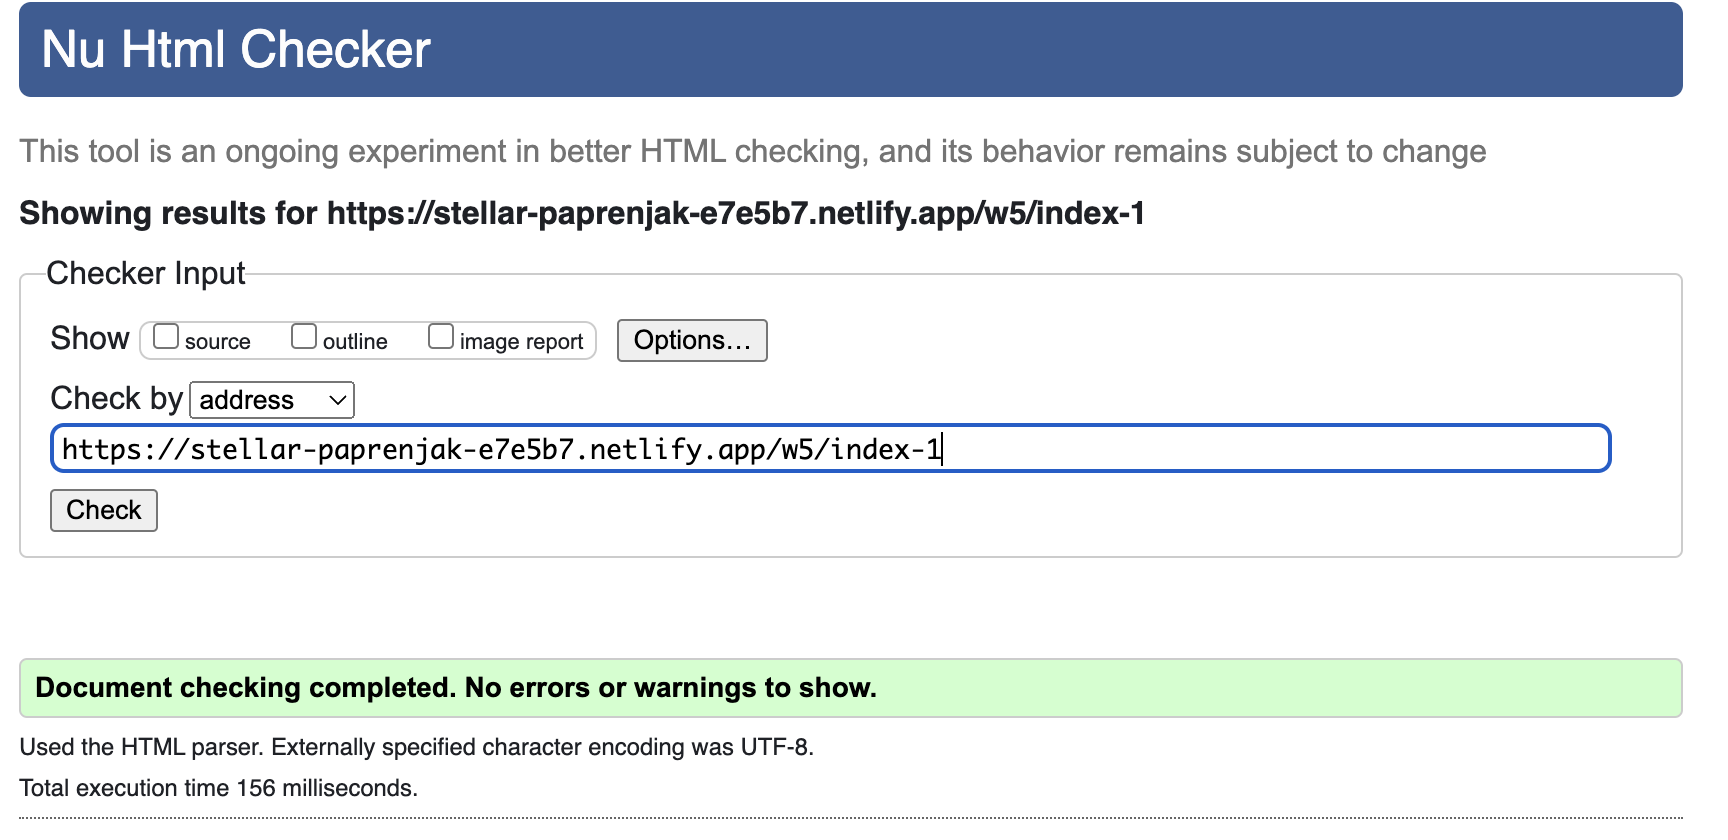 Nu Html Checker
This tool is an ongoing experiment in better HTML checking, and its behavior remains subject to change
Showing results for https://stellar-paprenjak-e7e5b7.netlify.app/w5/index-1
Checker Input
Show source outline image report Options…
Check by address
https://stellar-paprenjak-e7e5b7.netlify.app/w5/index-1
Check
Document checking completed. No errors or warnings to show.
Used the HTML parser. Externally specified character encoding was UTF-8.
Total execution time 156 milliseconds.